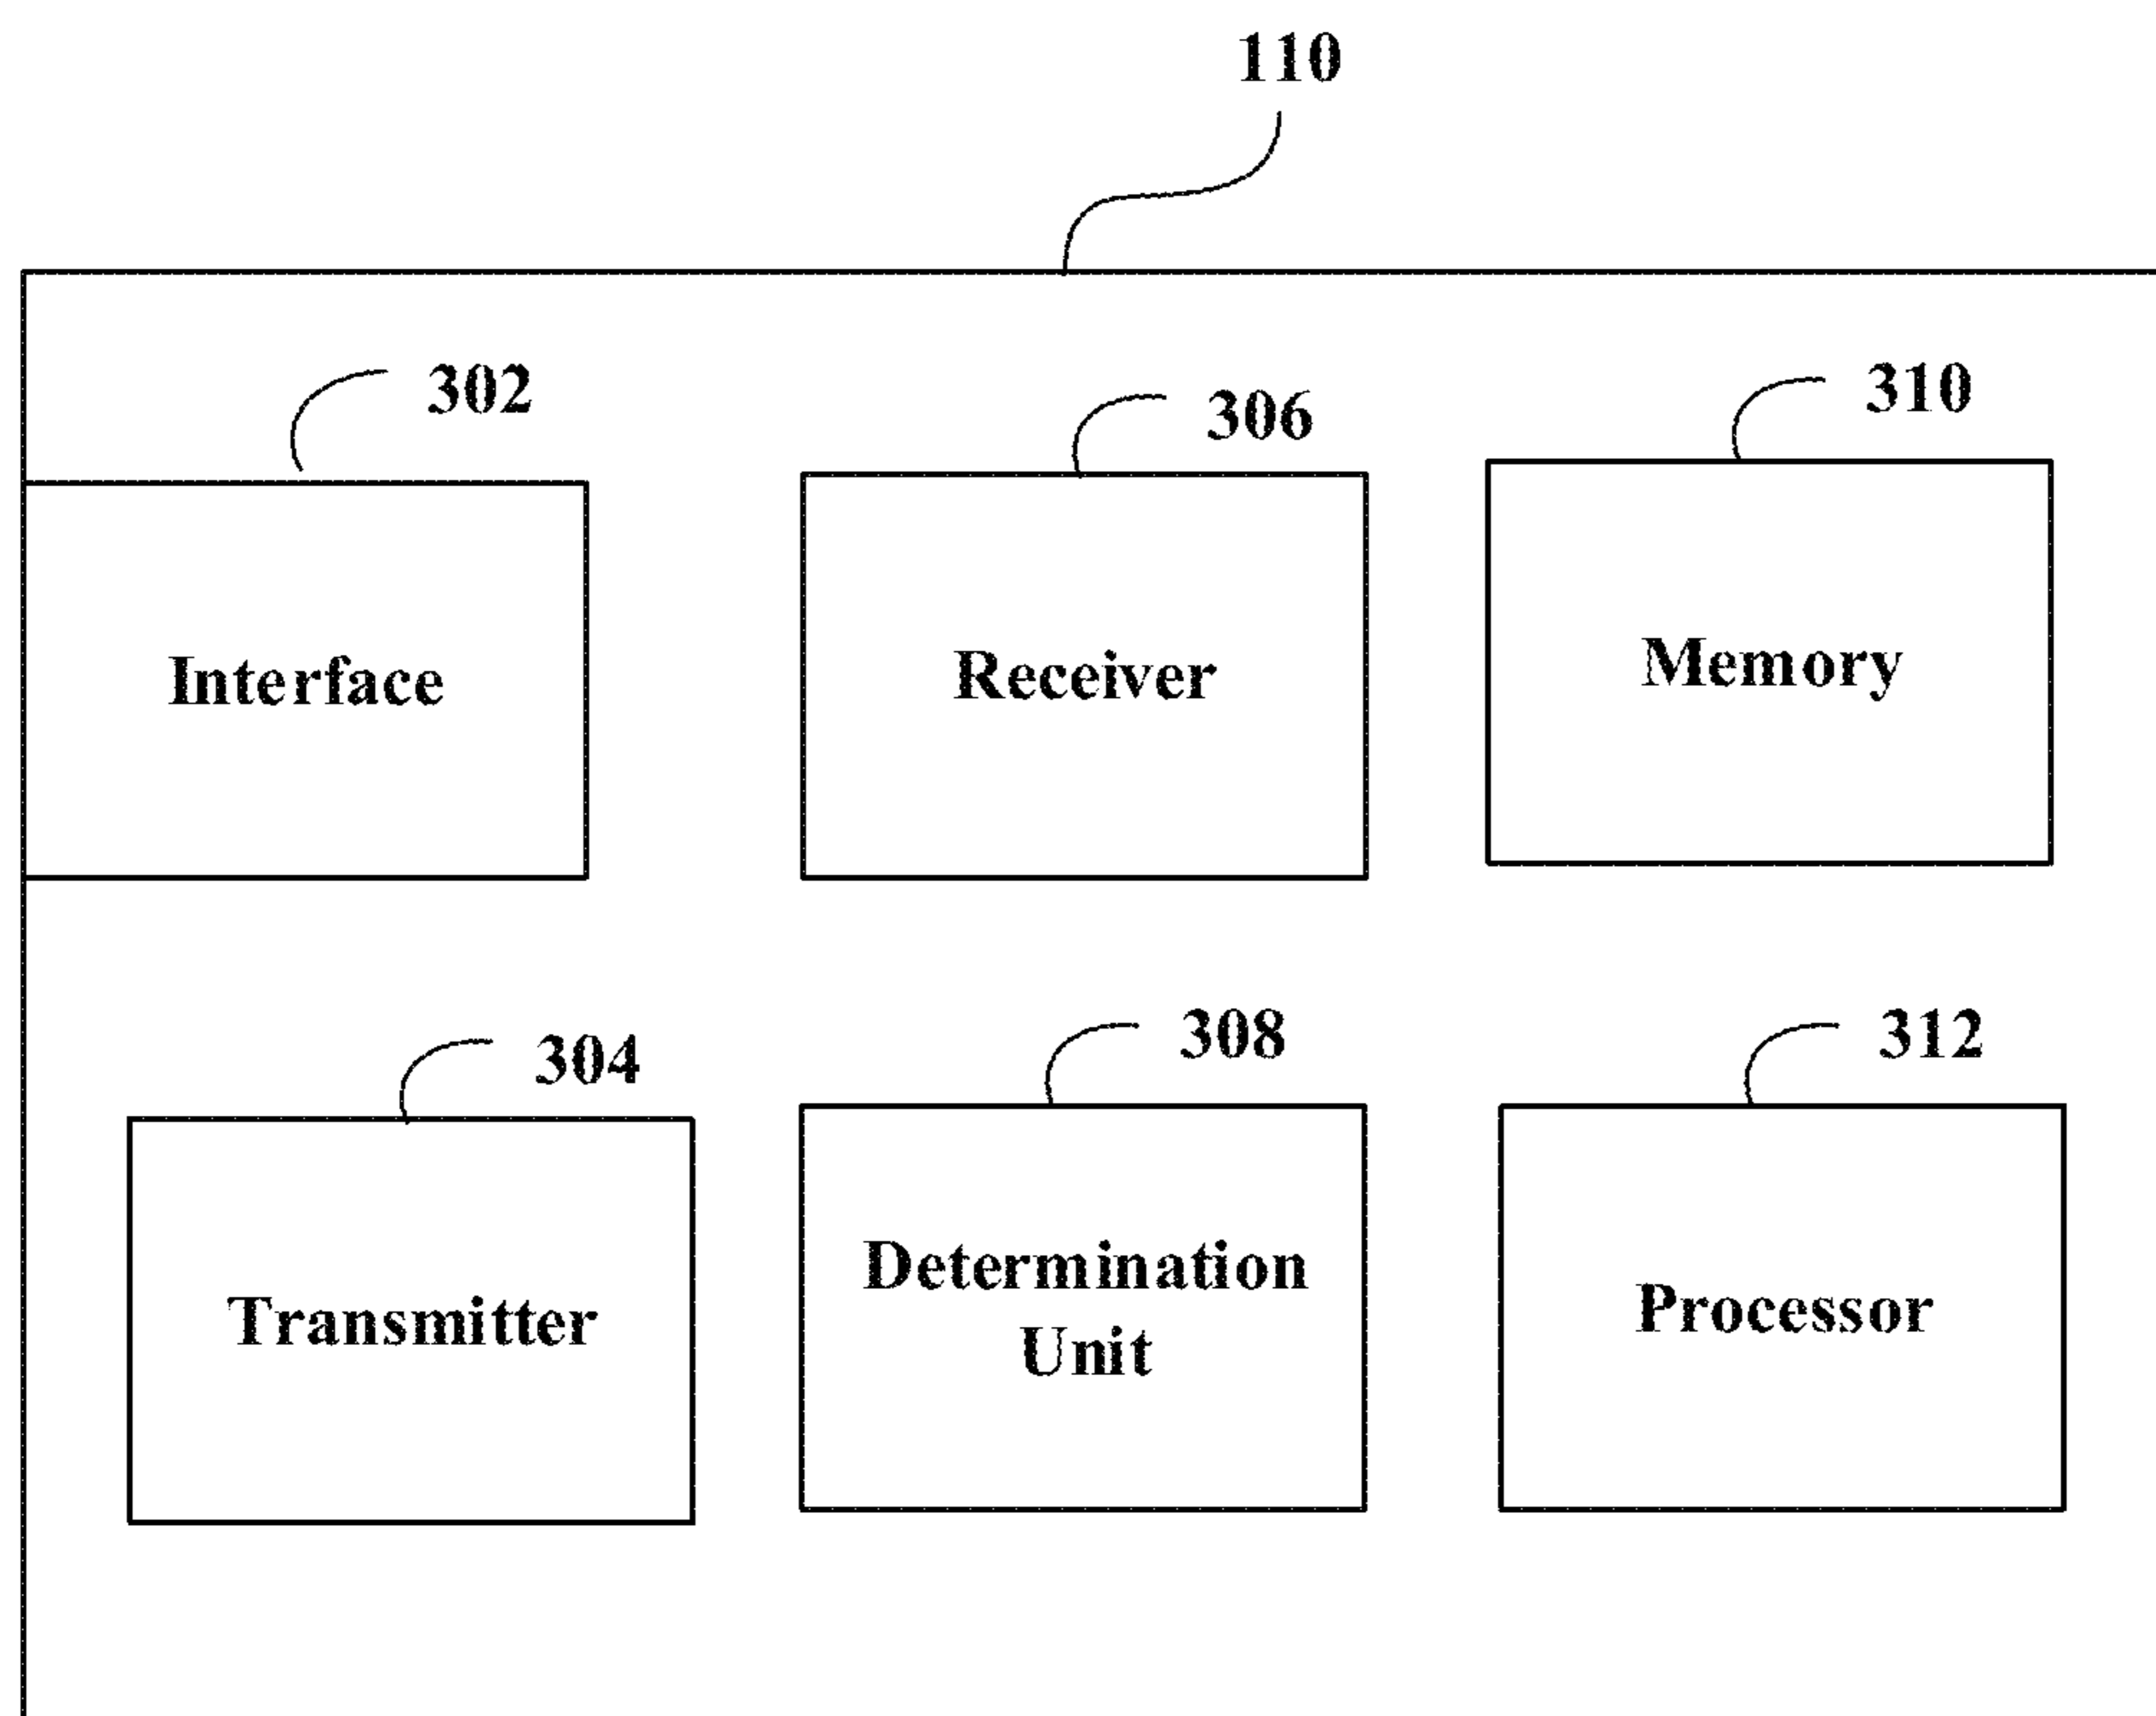 110
302
306
310
Interface
Receiver
Memory
304
308
312
Transmitter
Determination
Unit
Processor